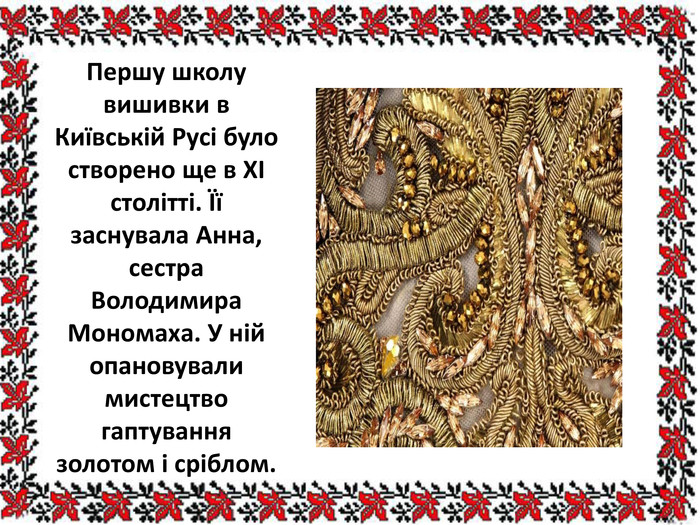 Першу школу
вишивки в
Київській Русі було
створено ще в XI
столітті. Її
заснувала Анна,
сестра
Володимира
Мономаха. У ній
опановували
мистецтво
гаптування
золотом і сріблом.